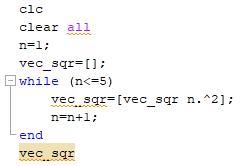 clc
clear all
n=1;
vec_sqr=[];
while (n<=5)
vec_sqr=[vec_sqr n.^2];
n=n+1;
end
vec_sqr